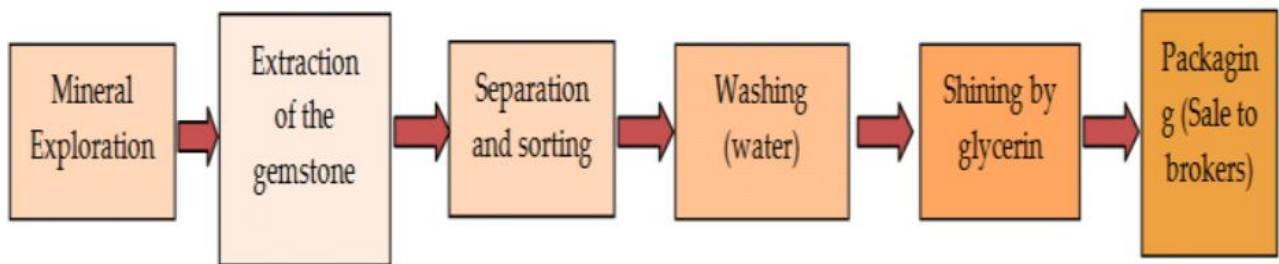 Mineral
Exploration
Extraction
of the
gemstone
Separation
and sorting
Washing
(water)
Shining by
glycerin
Packagin
g (Sale to
brokers)